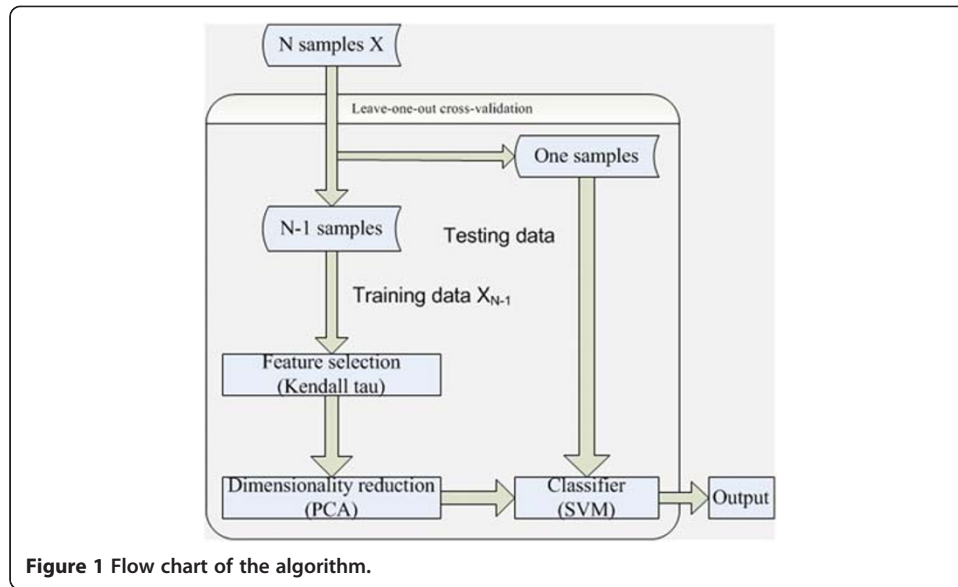 N samples X
Leave-one-out cross-validation
One samples
N-1 samples
Testing data
Training data X_{N-1}
Feature selection
(Kendall tau)
Dimensionality reduction
(PCA)
Classifier
(SVM)
Output
Figure 1 Flow chart of the algorithm.